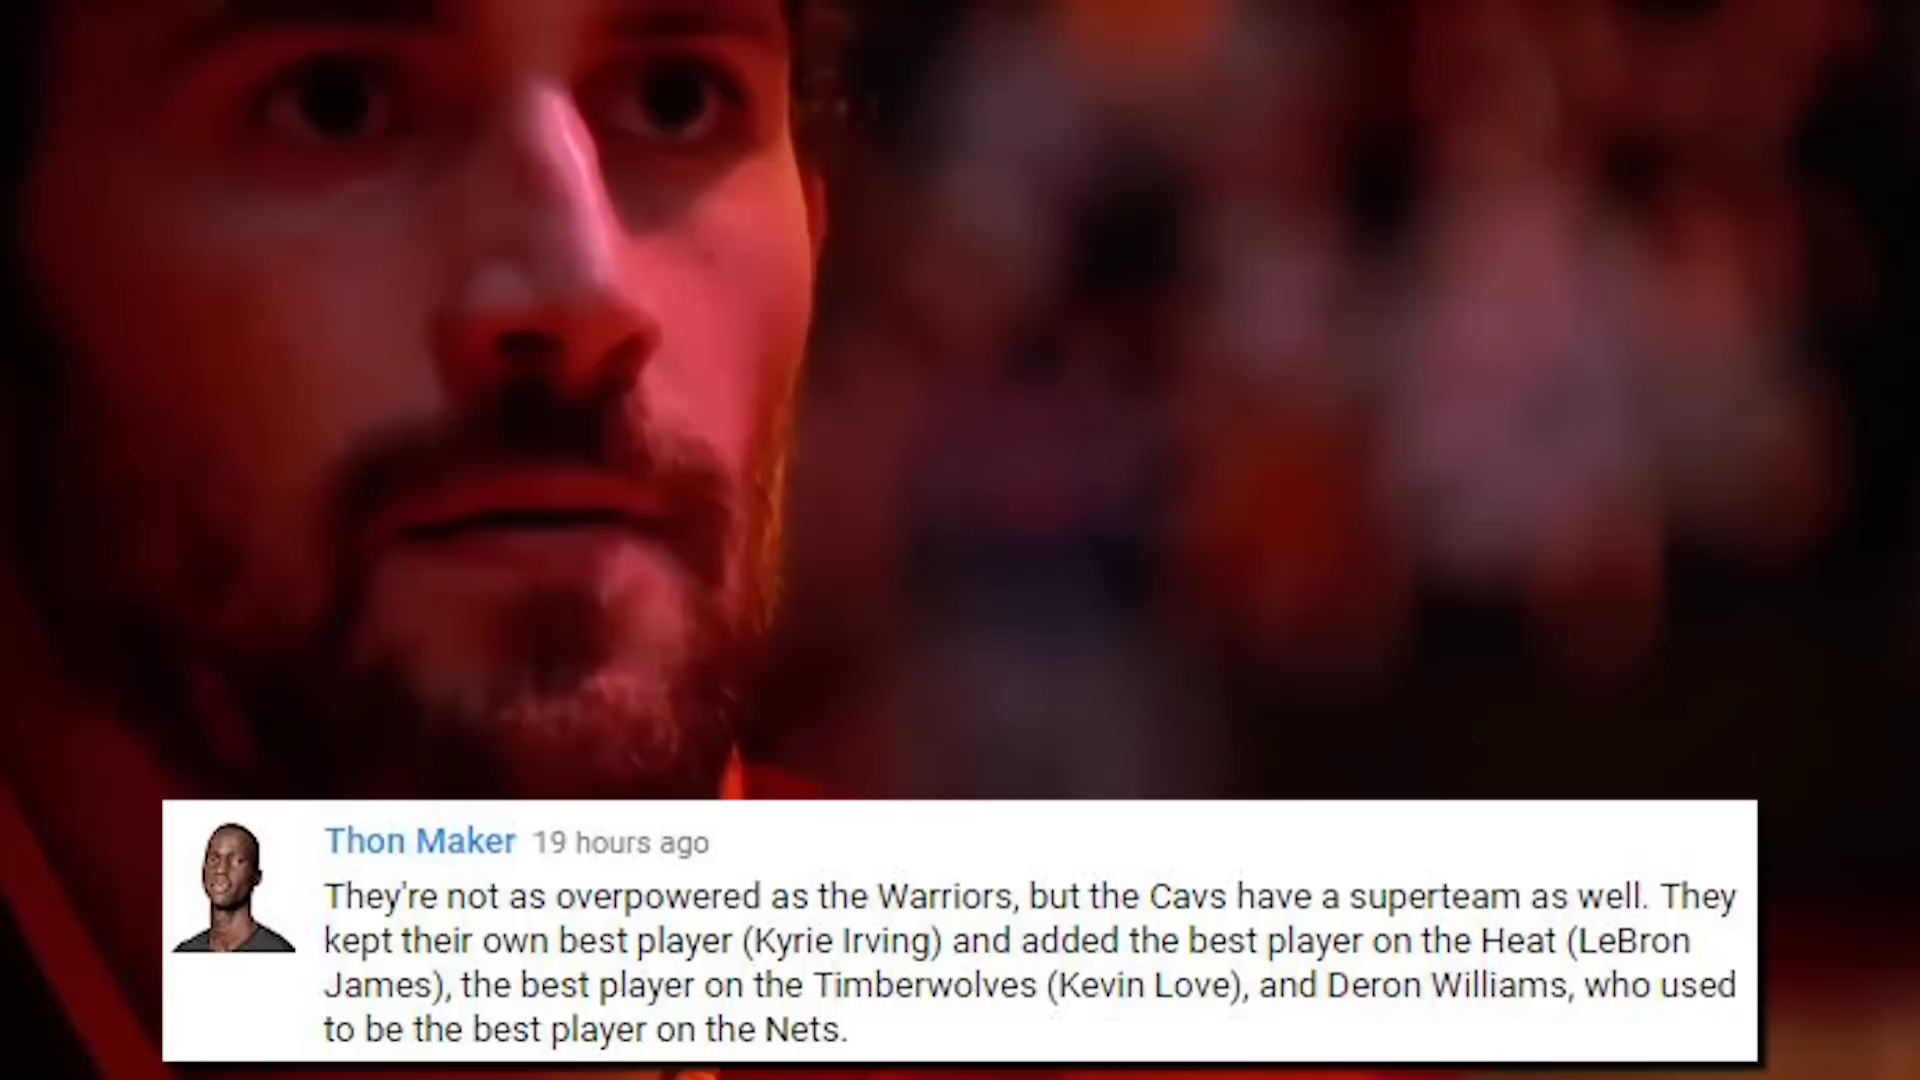 Thon Maker 19 hours ago
They're not as overpowered as the Warriors, but the Cavs have a superteam as well. They
kept their own best player (Kyrie Irving) and added the best player on the Heat (LeBron
James), the best player on the Timberwolves (Kevin Love), and Deron Williams, who used
to be the best player on the Nets.